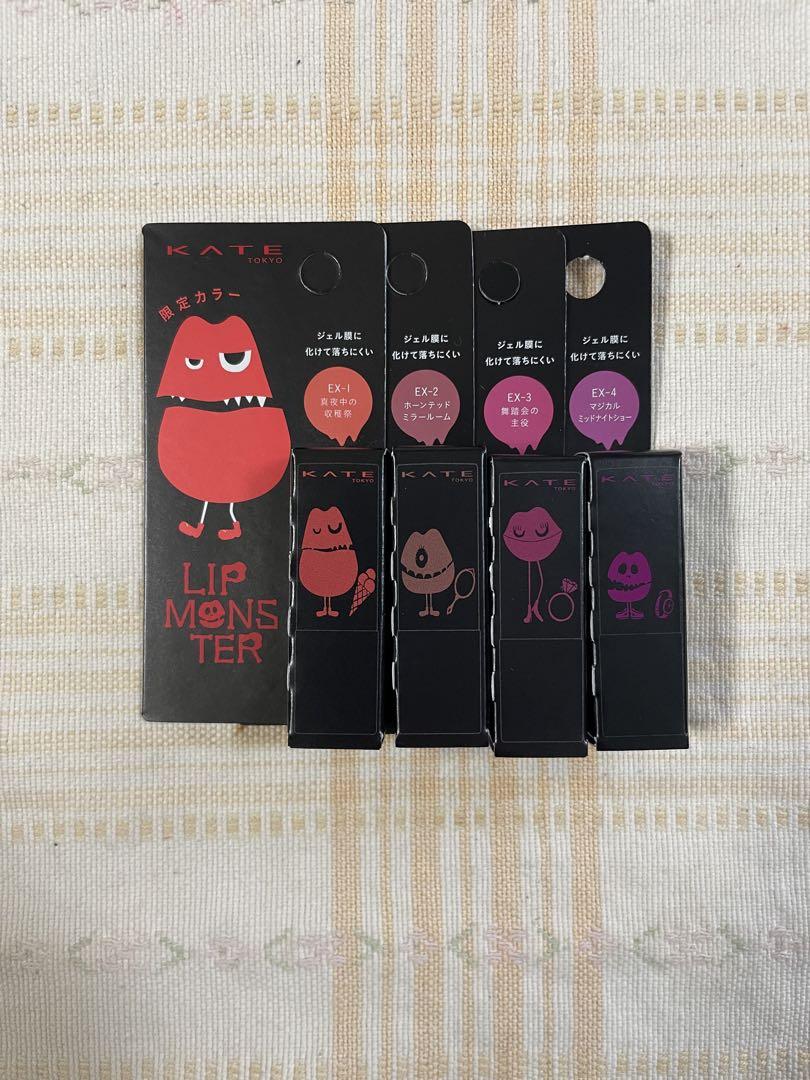 KATE
TOKYO
限定カラー
LIP
MONS
TER
ジェル膜に
化けて落ちにくい
EX-1
真夜中の
収穫祭
ジェル膜に
化けて落ちにくい
EX-2
ホーンテッド
ミラールーム
ジェル膜に
化けて落ちにくい
EX-3
舞踏会の
主役
ジェル膜に
化けて落ちにくい
EX-4
マジカル
ミッドナイトショー
KATE
TOKYO
KATE
TOKYO
KATE
TOKYO
KATE
TOKYO